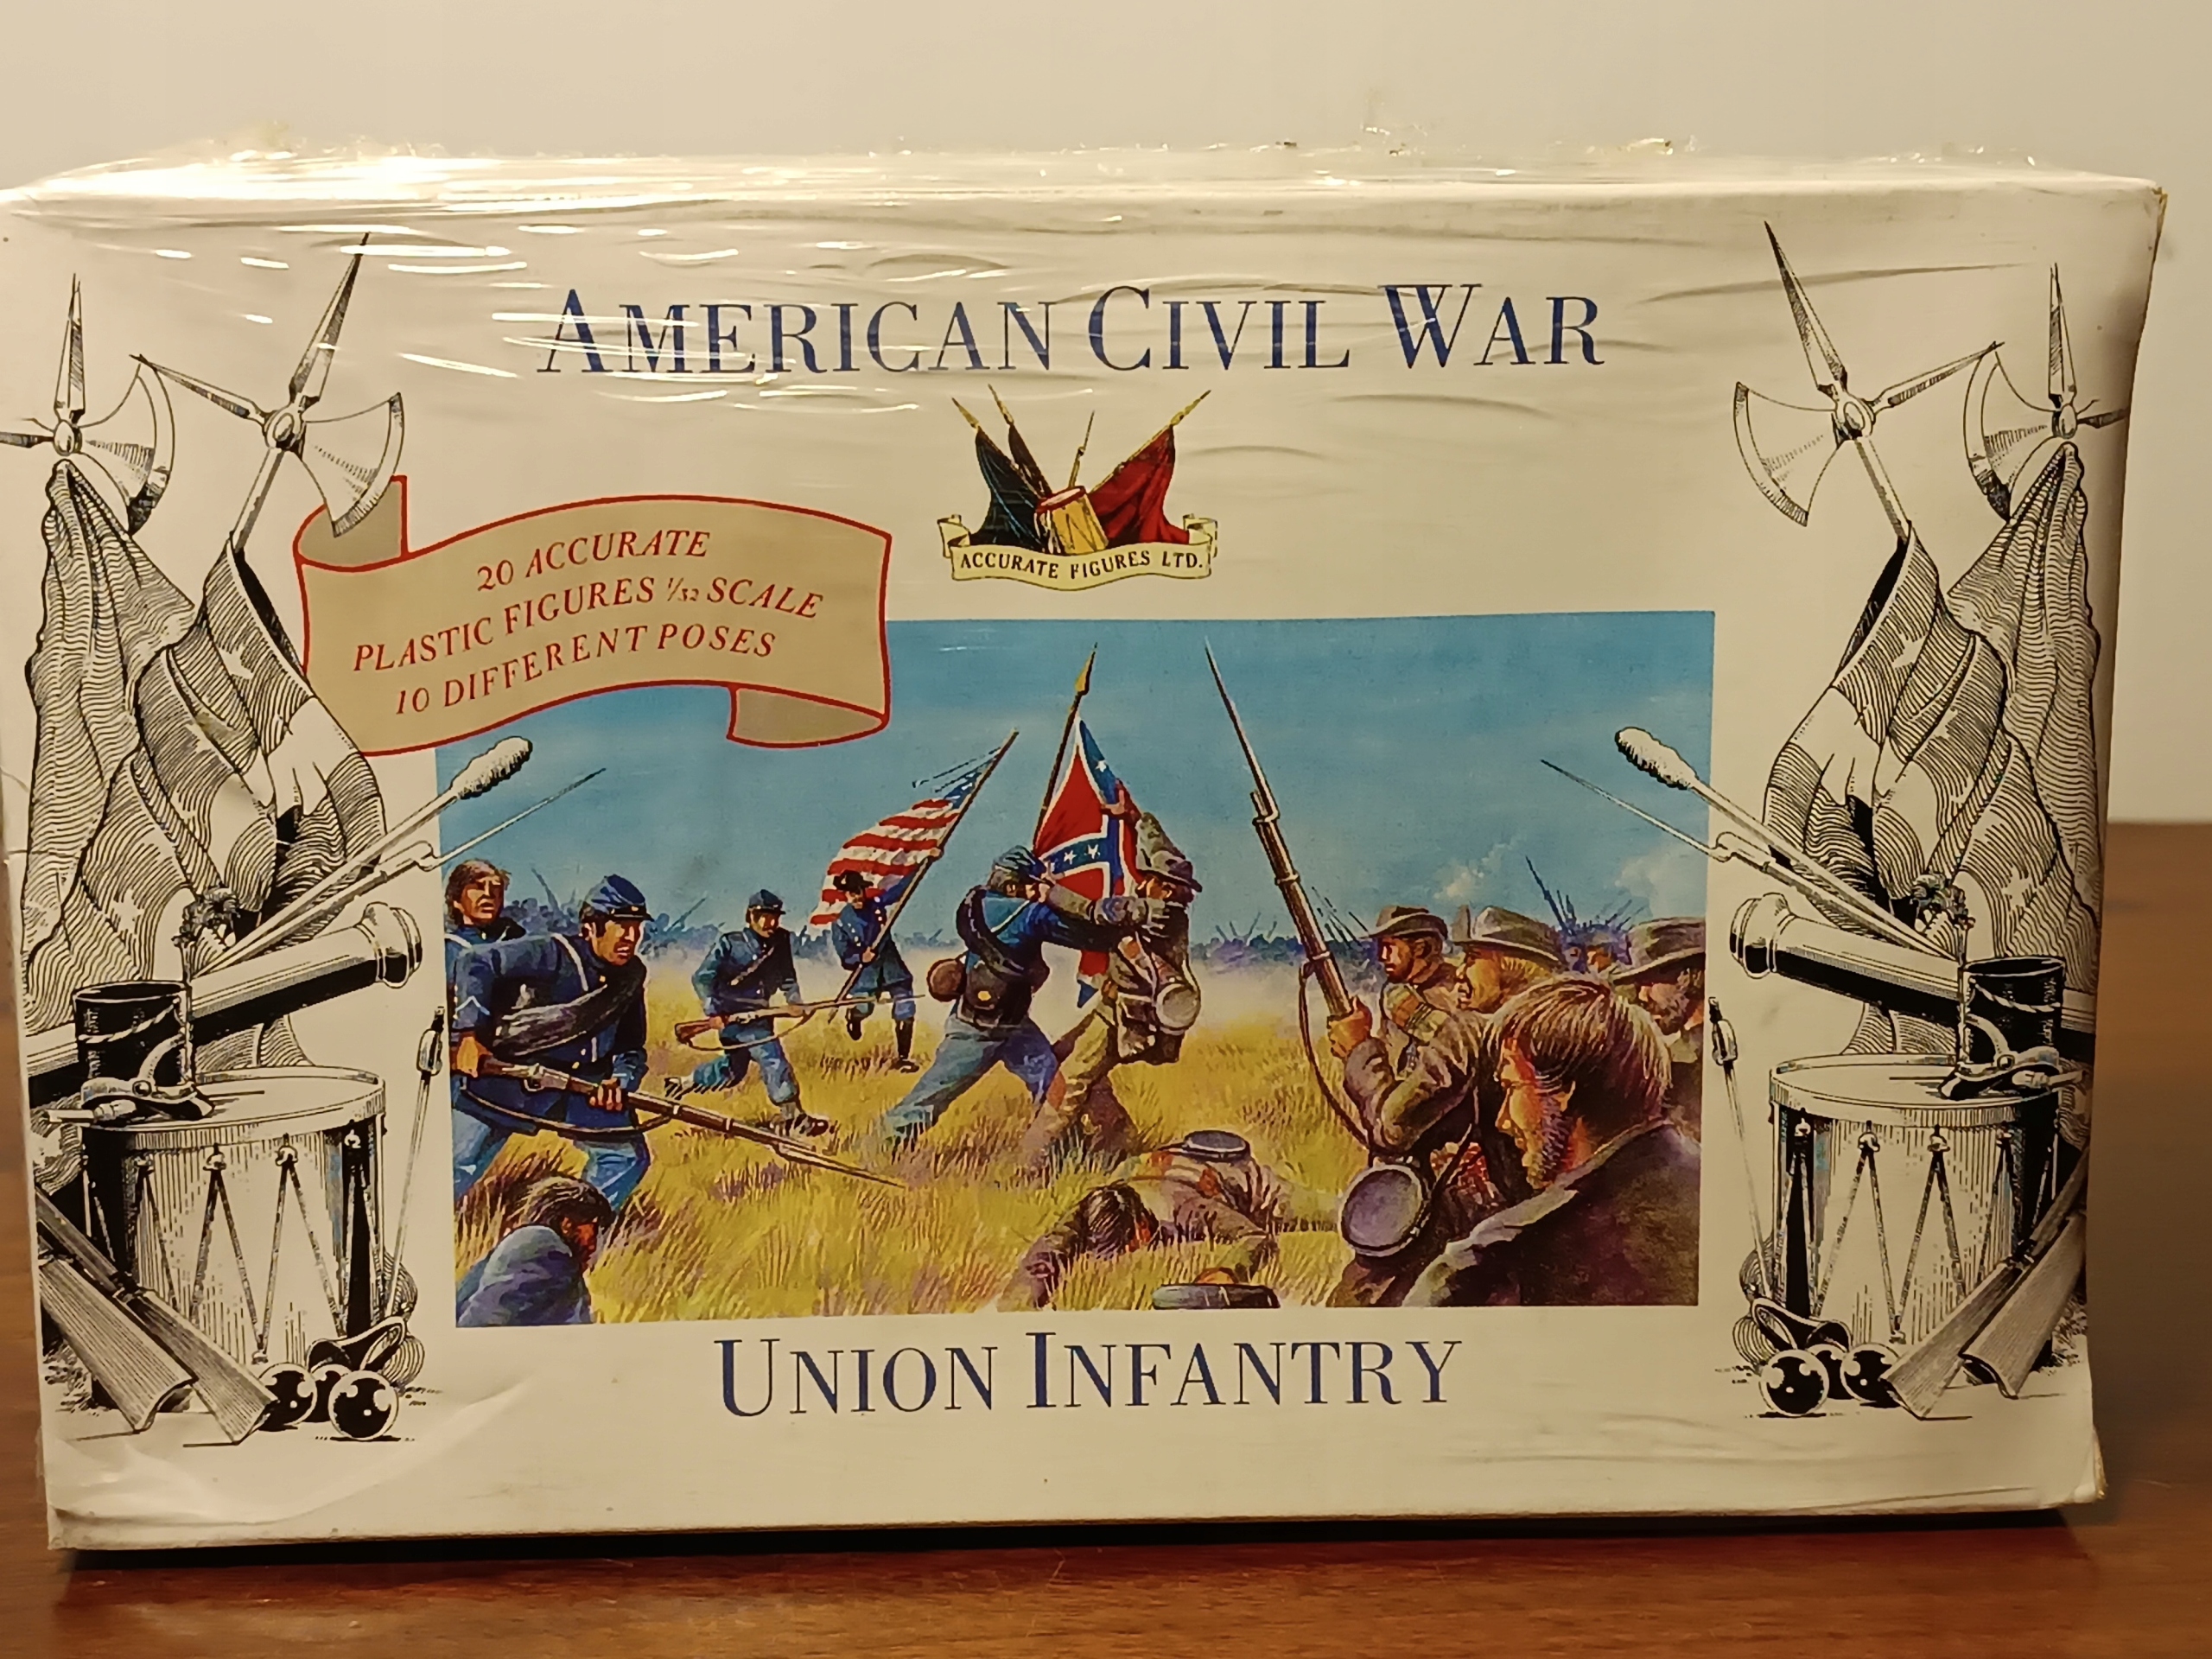 AMERICAN CIVIL WAR
ACCURATE FIGURES LTD.
20 ACCURATE
PLASTIC FIGURES 1/32 SCALE
10 DIFFERENT POSES
UNION INFANTRY